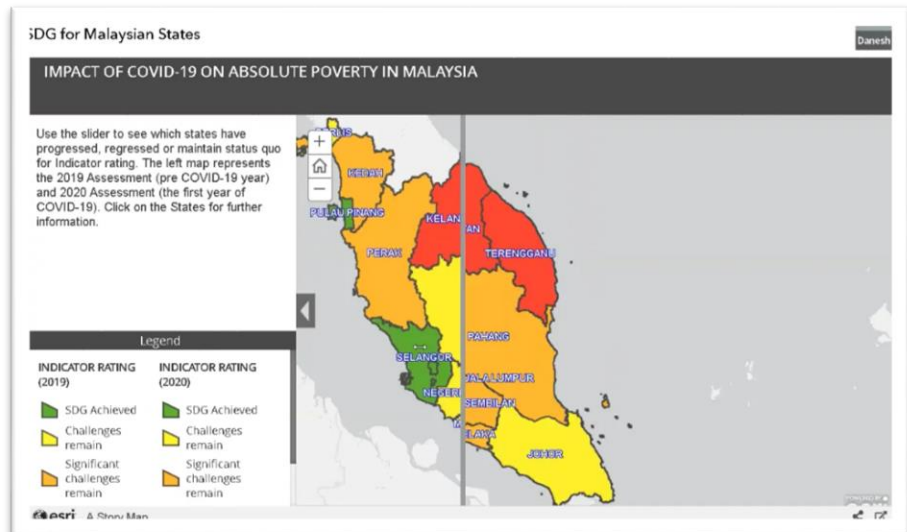 SDG for Malaysian States
Danesh
IMPACT OF COVID-19 ON ABSOLUTE POVERTY IN MALAYSIA
Use the slider to see which states have
progressed, regressed or maintain status quo
for Indicator rating. The left map represents
the 2019 Assessment (pre COVID-19 year)
and 2020 Assessment (the first year of
COVID-19). Click on the States for further
information.
+
−
KEDAH
PULAU PINANG
KELAN
AN
TERENGGANU
PERAK
PAHANG
SELANGOR
ALA LUMPUR
NEGERI
SEMBILAN
M
ELAKA
JOHOR
Legend
INDICATOR RATING
(2019)
SDG Achieved
Challenges
remain
Significant
challenges
remain
INDICATOR RATING
(2020)
SDG Achieved
Challenges
remain
Significant
challenges
remain
esri
A Story Map